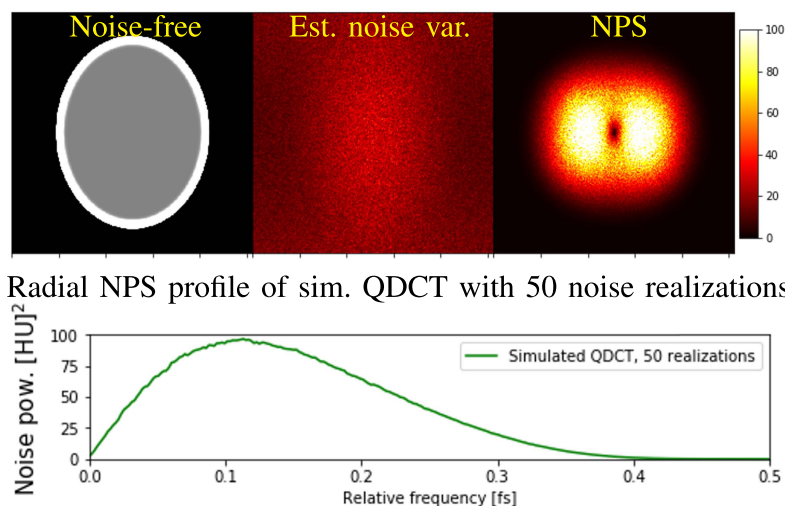 Noise-free Est. noise var. NPS
100
80
60
40
20
0
Radial NPS profile of sim. QDCT with 50 noise realizations
Noise pow. [HU]²
100
75
50
25
0
Simulated QDCT, 50 realizations
0.0 0.1 0.2 0.3 0.4 0.5
Relative frequency [fs]